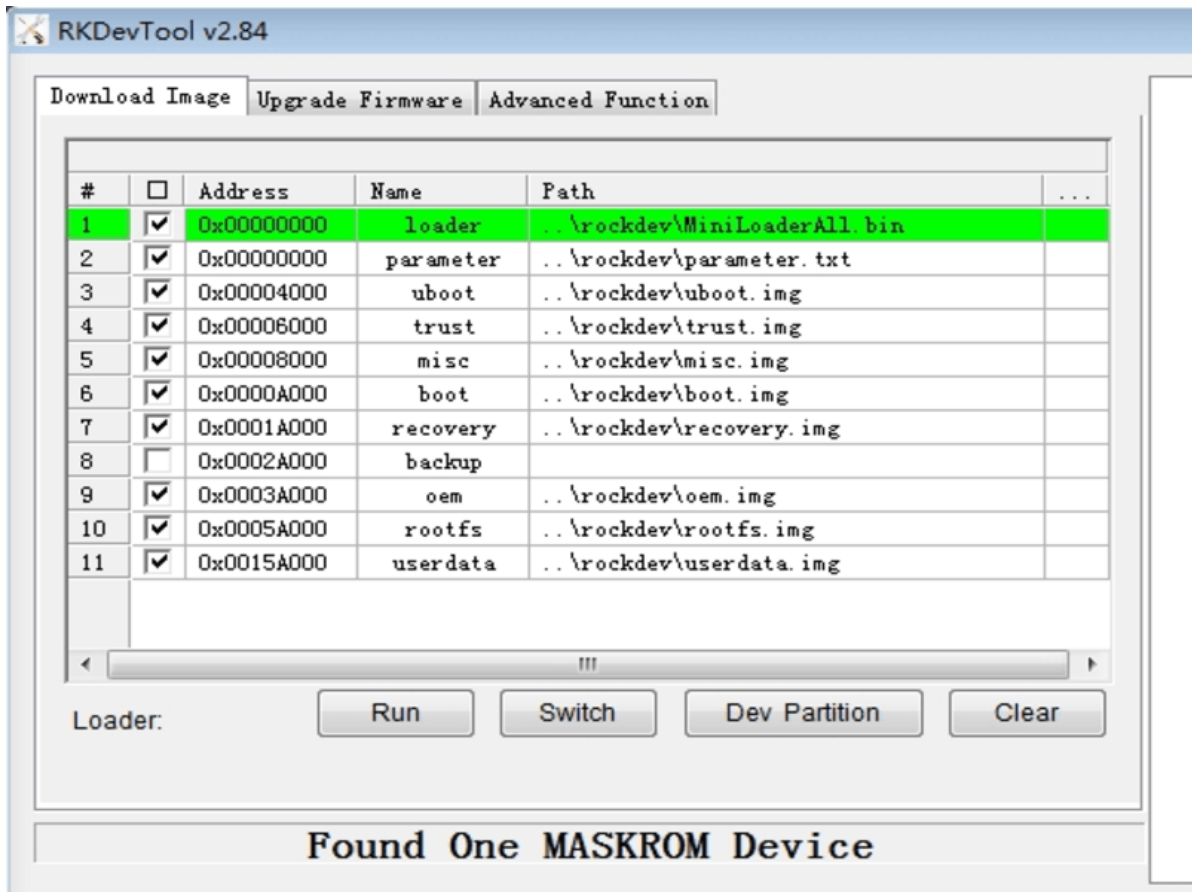 RKDevTool v2.84
Download Image Upgrade Firmware Advanced Function
# Address Name Path ...
1 0x00000000 loader ..\rockdev\MiniLoaderAll.bin
2 0x00000000 parameter ..\rockdev\parameter.txt
3 0x00004000 uboot ..\rockdev\uboot.img
4 0x00006000 trust ..\rockdev\trust.img
5 0x00008000 misc ..\rockdev\misc.img
6 0x0000A000 boot ..\rockdev\boot.img
7 0x0001A000 recovery ..\rockdev\recovery.img
8 0x0002A000 backup
9 0x0003A000 oem ..\rockdev\oem.img
10 0x0005A000 rootfs ..\rockdev\rootfs.img
11 0x0015A000 userdata ..\rockdev\userdata.img
Loader: Run Switch Dev Partition Clear
Found One MASKROM Device